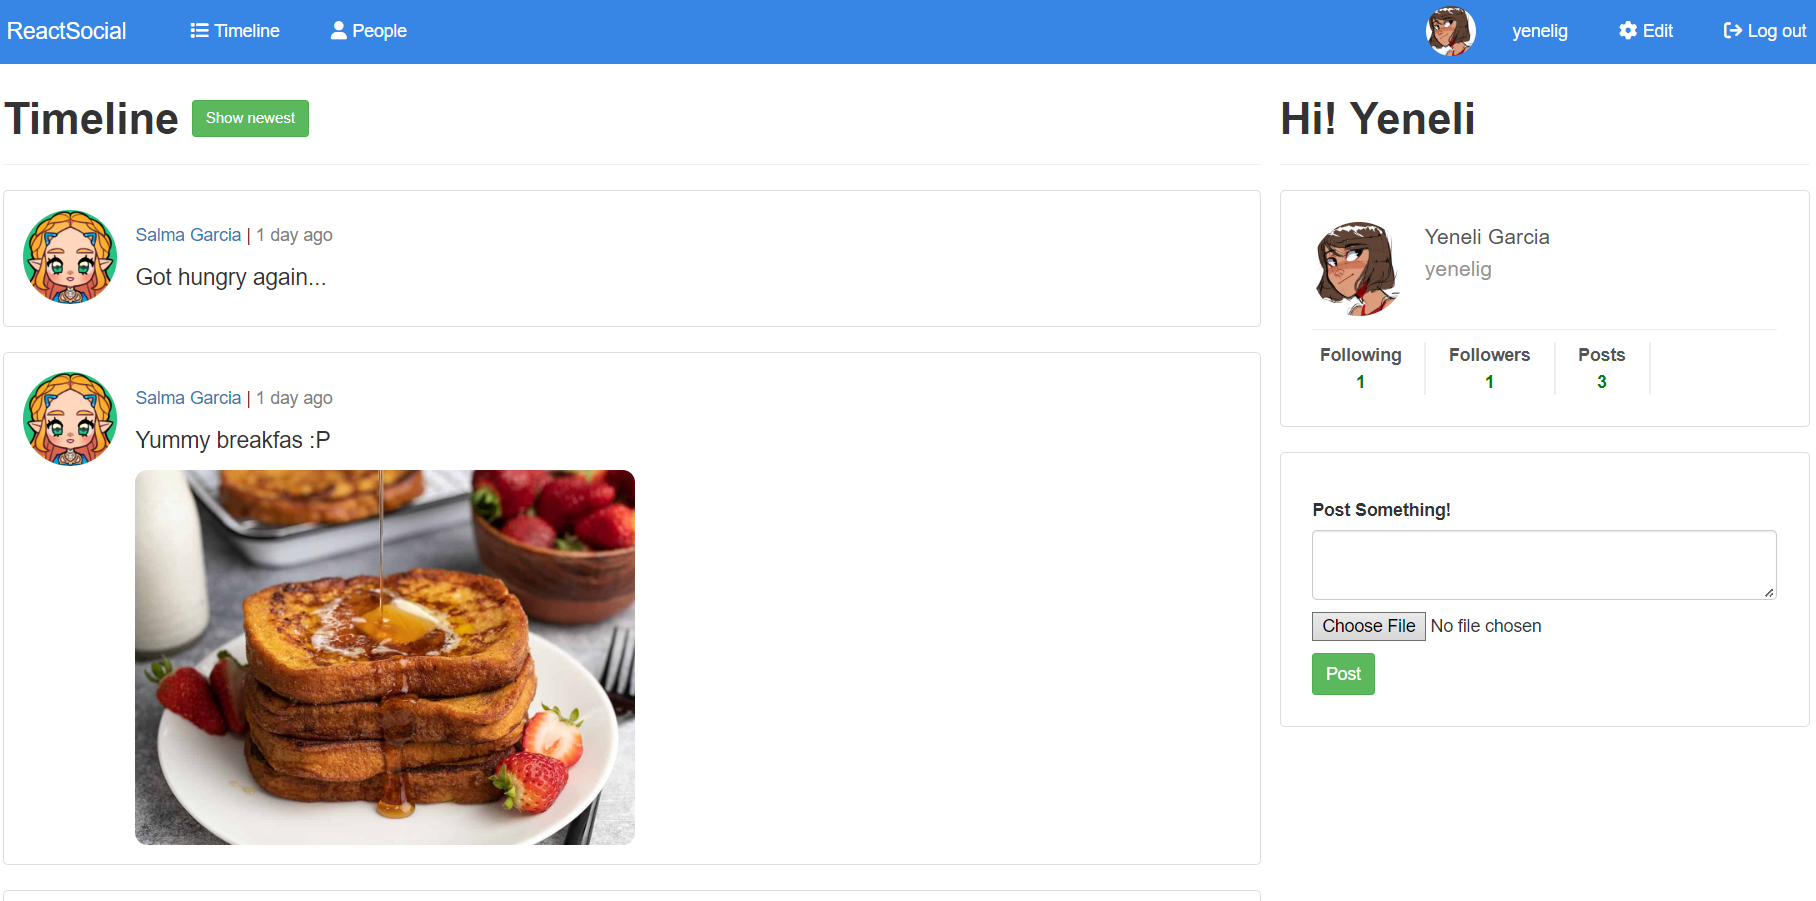 ReactSocial Timeline People yenelig Edit Log out
Timeline Show newest
Salma Garcia | 1 day ago
Got hungry again...
Salma Garcia | 1 day ago
Yummy breakfas :P
Hi! Yeneli
Yeneli Garcia
yenelig
Following Followers Posts
1 1 3
Post Something!
Choose File No file chosen
Post